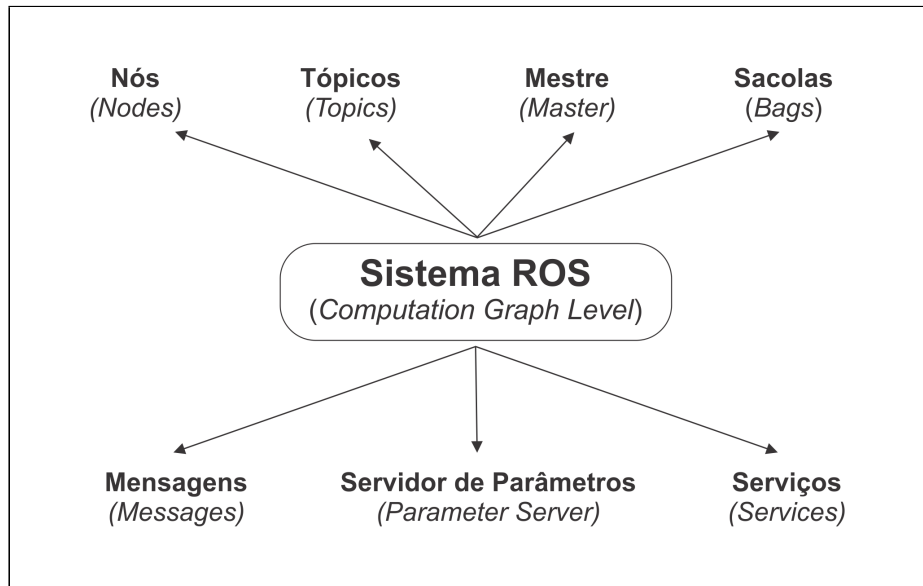 Nós
(Nodes)
Tópicos
(Topics)
Mestre
(Master)
Sacolas
(Bags)
Sistema ROS
(Computation Graph Level)
Mensagens
(Messages)
Servidor de Parâmetros
(Parameter Server)
Serviços
(Services)